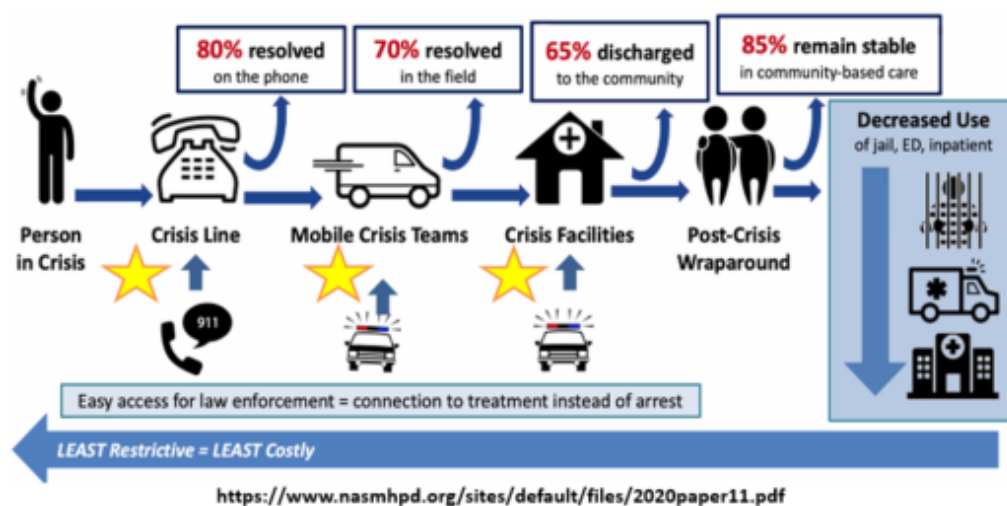 80% resolved
on the phone
70% resolved
in the field
65% discharged
to the community
85% remain stable
in community-based care
Decreased Use
of jail, ED, inpatient
Person
in Crisis
Crisis Line
Mobile Crisis Teams
Crisis Facilities
Post-Crisis
Wraparound
911
Easy access for law enforcement = connection to treatment instead of arrest
LEAST Restrictive = LEAST Costly
https://www.nasmhpd.org/sites/default/files/2020paper11.pdf